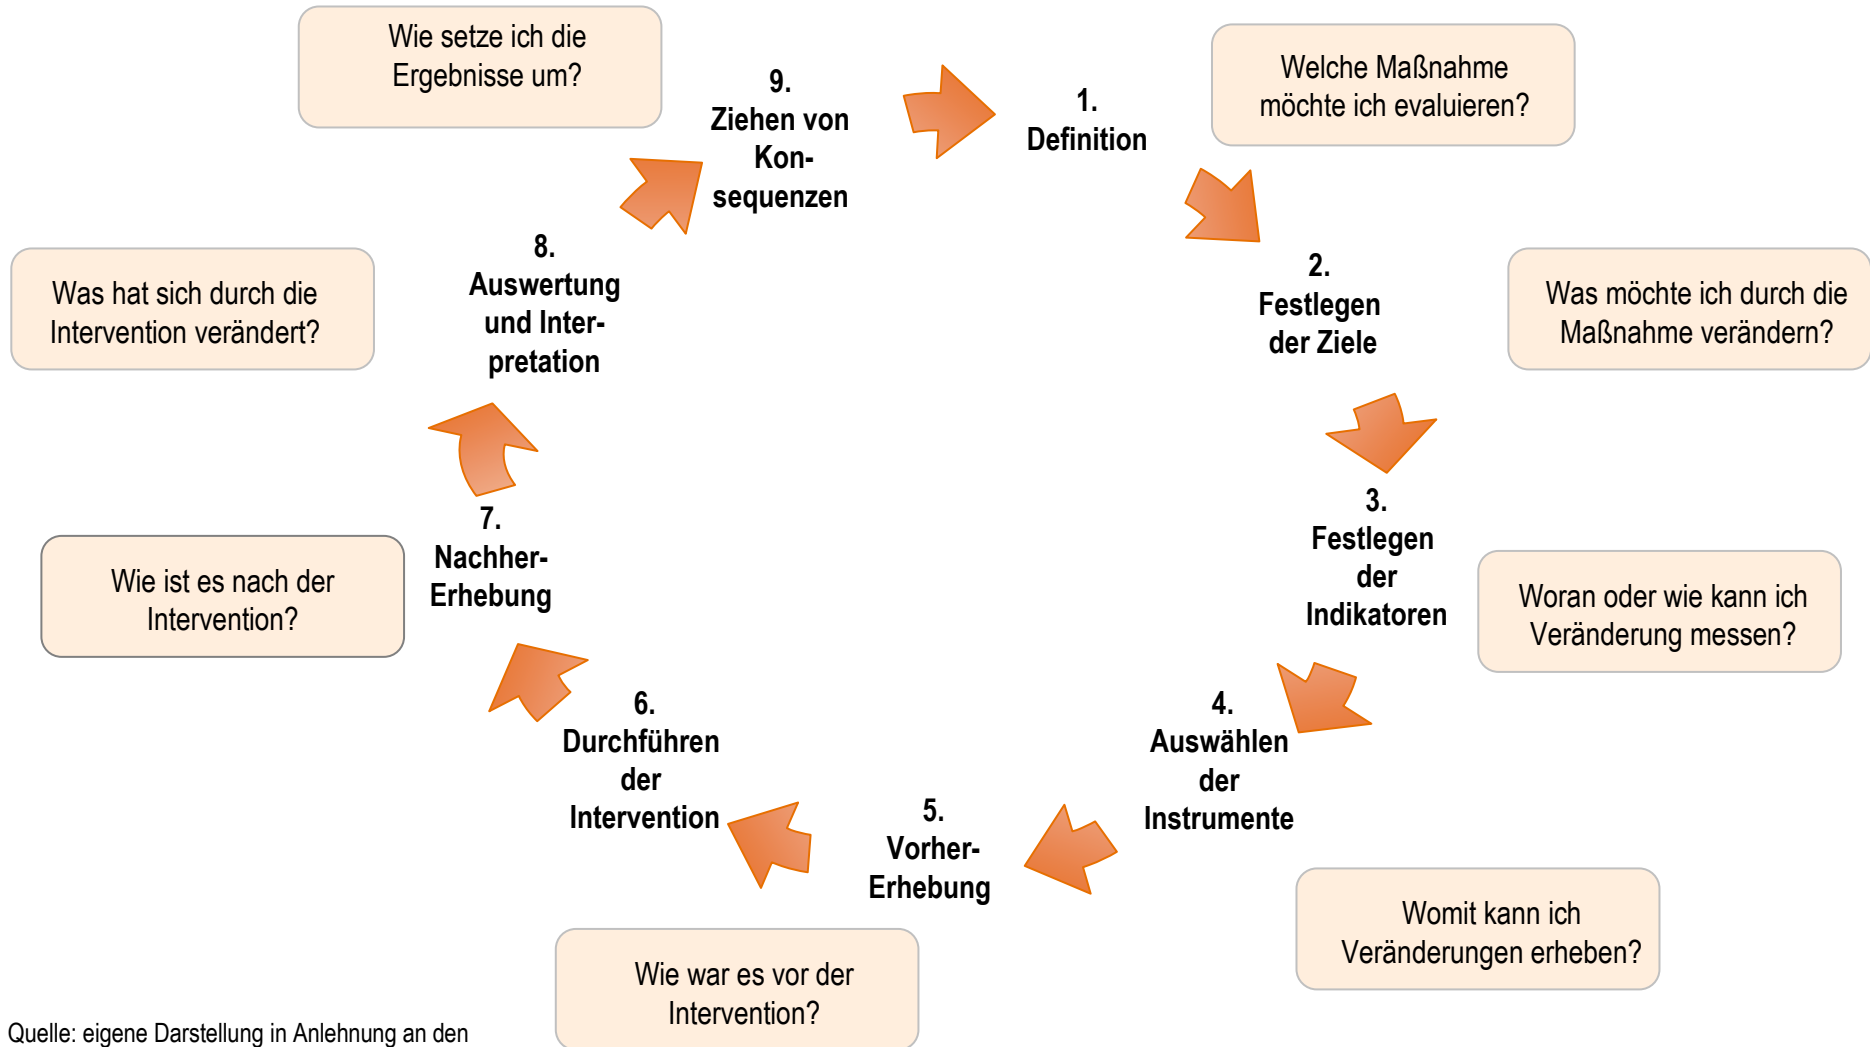 Wie setze ich die
Ergebnisse um?
9.
Ziehen von
Kon-
sequenzen
1.
Definition
Welche Maßnahme
möchte ich evaluieren?
2.
Festlegen
der Ziele
Was möchte ich durch die
Maßnahme verändern?
3.
Festlegen
der
Indikatoren
Woran oder wie kann ich
Veränderung messen?
4.
Auswählen
der
Instrumente
Womit kann ich
Veränderungen erheben?
5.
Vorher-
Erhebung
Wie war es vor der
Intervention?
6.
Durchführen
der
Intervention
7.
Nachher-
Erhebung
Wie ist es nach der
Intervention?
8.
Auswertung
und Inter-
pretation
Was hat sich durch die
Intervention verändert?
Quelle: eigene Darstellung in Anlehnung an den